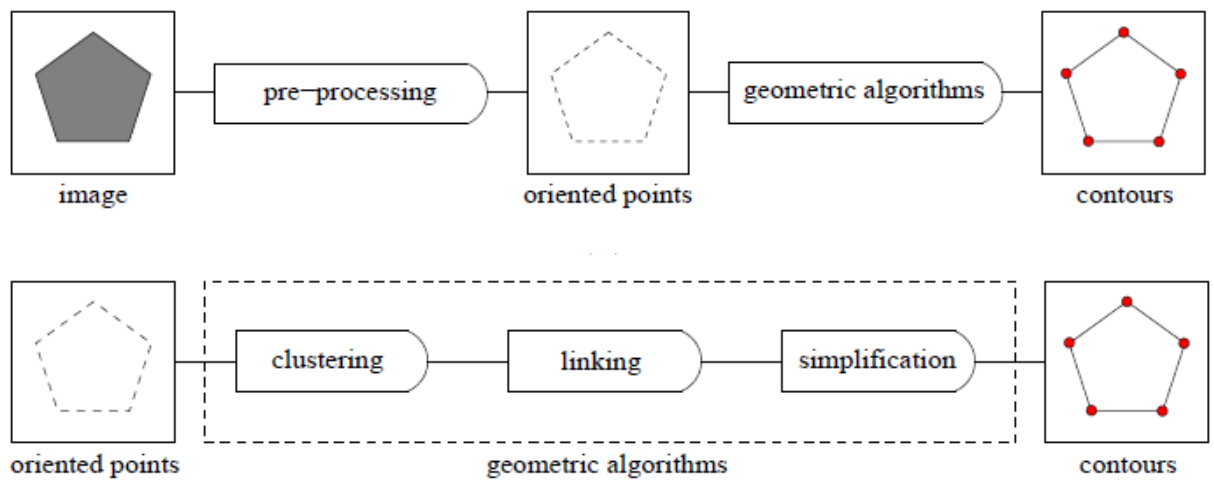 pre−processing
geometric algorithms
image
oriented points
contours
clustering
linking
simplification
oriented points
geometric algorithms
contours